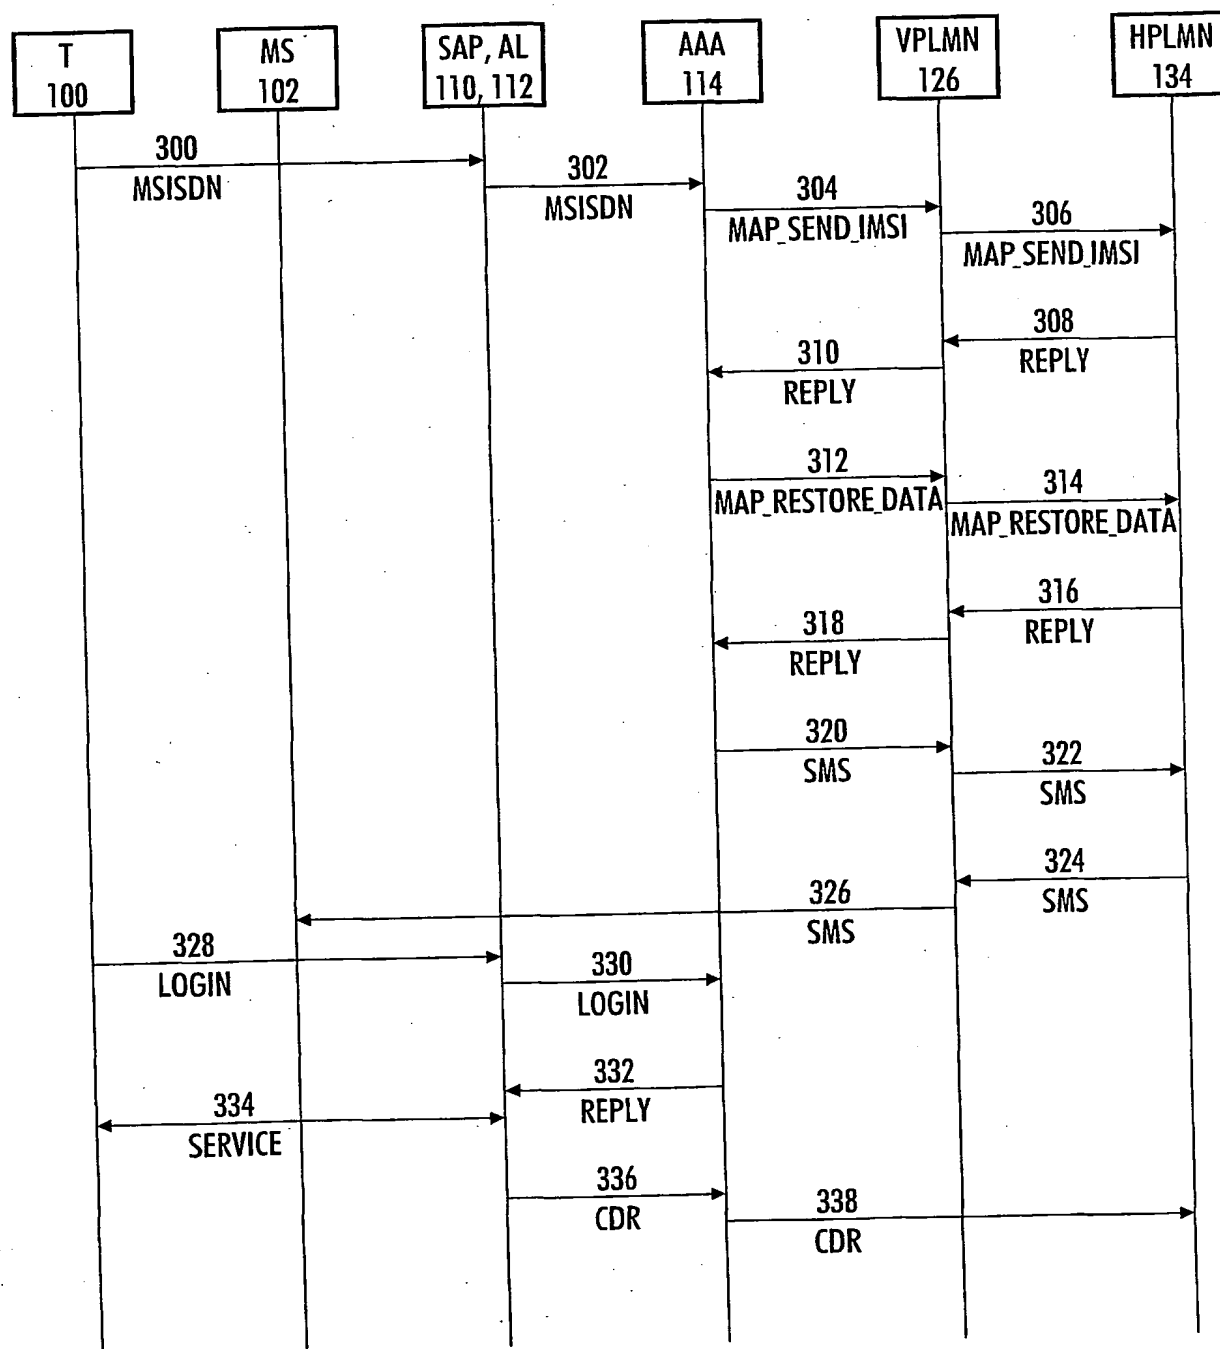 T
100
MS
102
SAP, AL
110, 112
AAA
114
VPLMN
126
HPLMN
134
300
MSISDN
302
MSISDN
304
MAP_SEND_IMSI
306
MAP_SEND_IMSI
308
REPLY
310
REPLY
312
MAP_RESTORE_DATA
314
MAP_RESTORE_DATA
316
REPLY
318
REPLY
320
SMS
322
SMS
324
SMS
326
SMS
328
LOGIN
330
LOGIN
332
REPLY
334
SERVICE
336
CDR
338
CDR